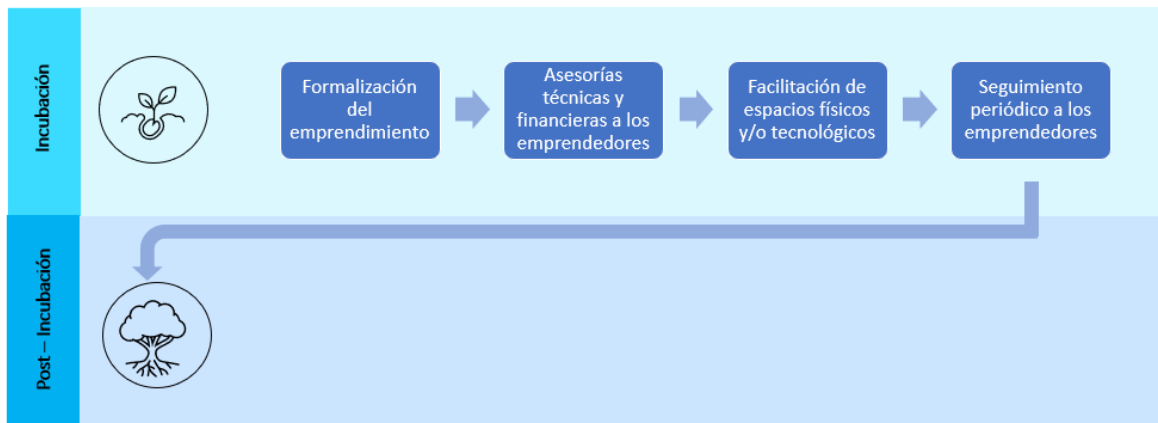 Incubación
Formalización
del
emprendimiento
Asesorías
técnicas y
financieras a los
emprendedores
Facilitación de
espacios físicos
y/o tecnológicos
Seguimiento
periódico a los
emprendedores
Post – Incubación